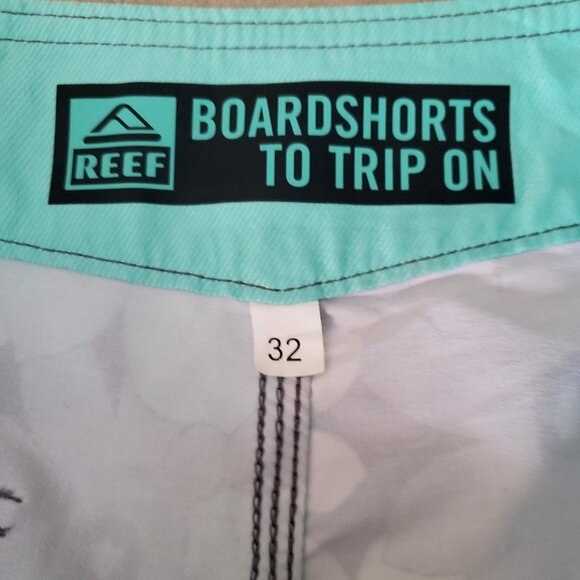 REEF
BOARDSHORTS
TO TRIP ON
32